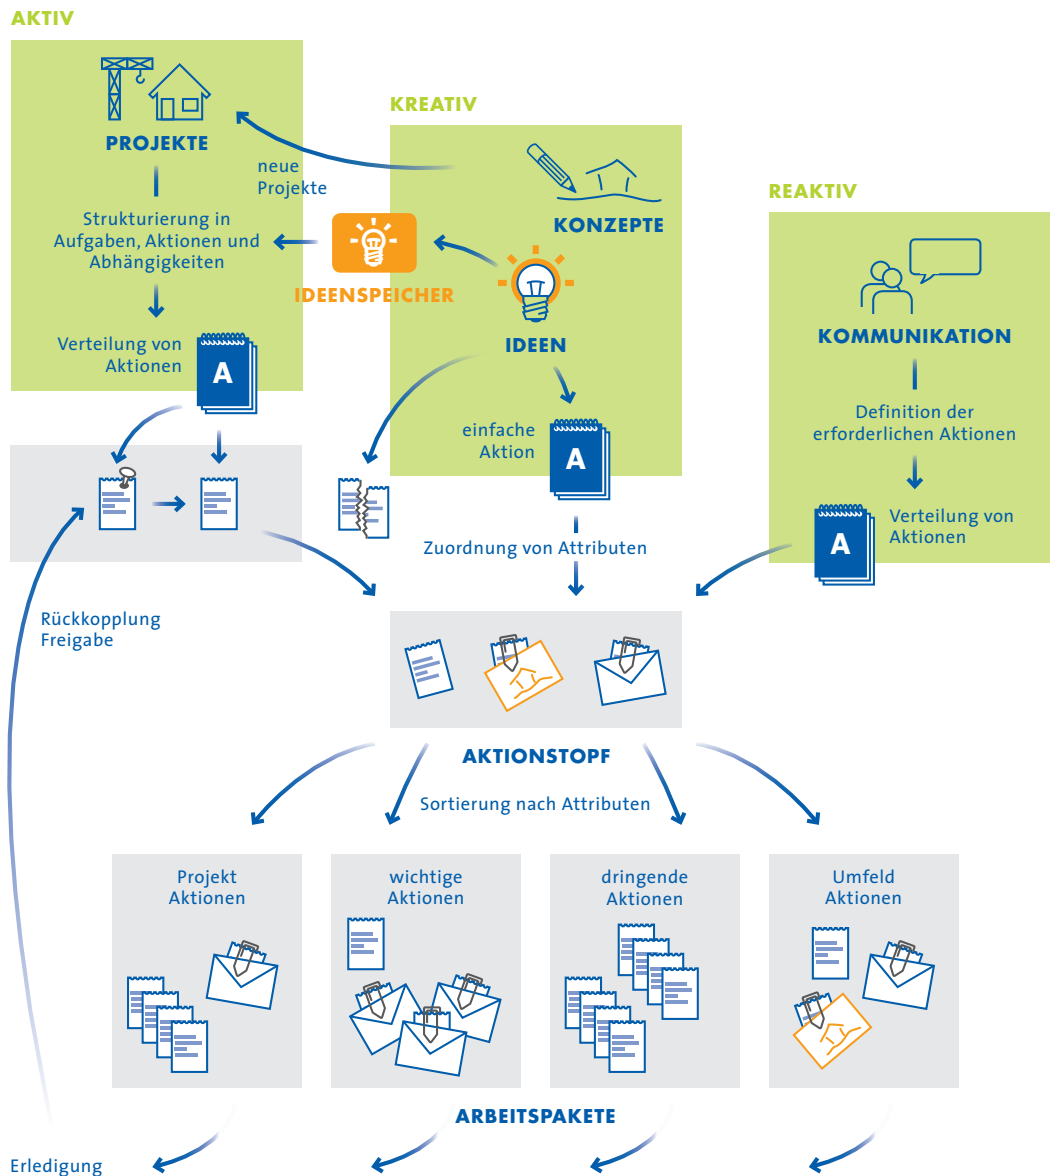 AKTIV
PROJEKTE
Strukturierung in
Aufgaben, Aktionen und
Abhängigkeiten
Verteilung von
Aktionen
A
neue
Projekte
KREATIV
KONZEPTE
IDEENSPEICHER
IDEEN
einfache
Aktion
A
Zuordnung von Attributen
REAKTIV
KOMMUNIKATION
Definition der
erforderlichen Aktionen
A
Verteilung von
Aktionen
Rückkopplung
Freigabe
AKTIONSTOPF
Sortierung nach Attributen
Projekt
Aktionen
wichtige
Aktionen
dringende
Aktionen
Umfeld
Aktionen
ARBEITSPAKETE
Erledigung